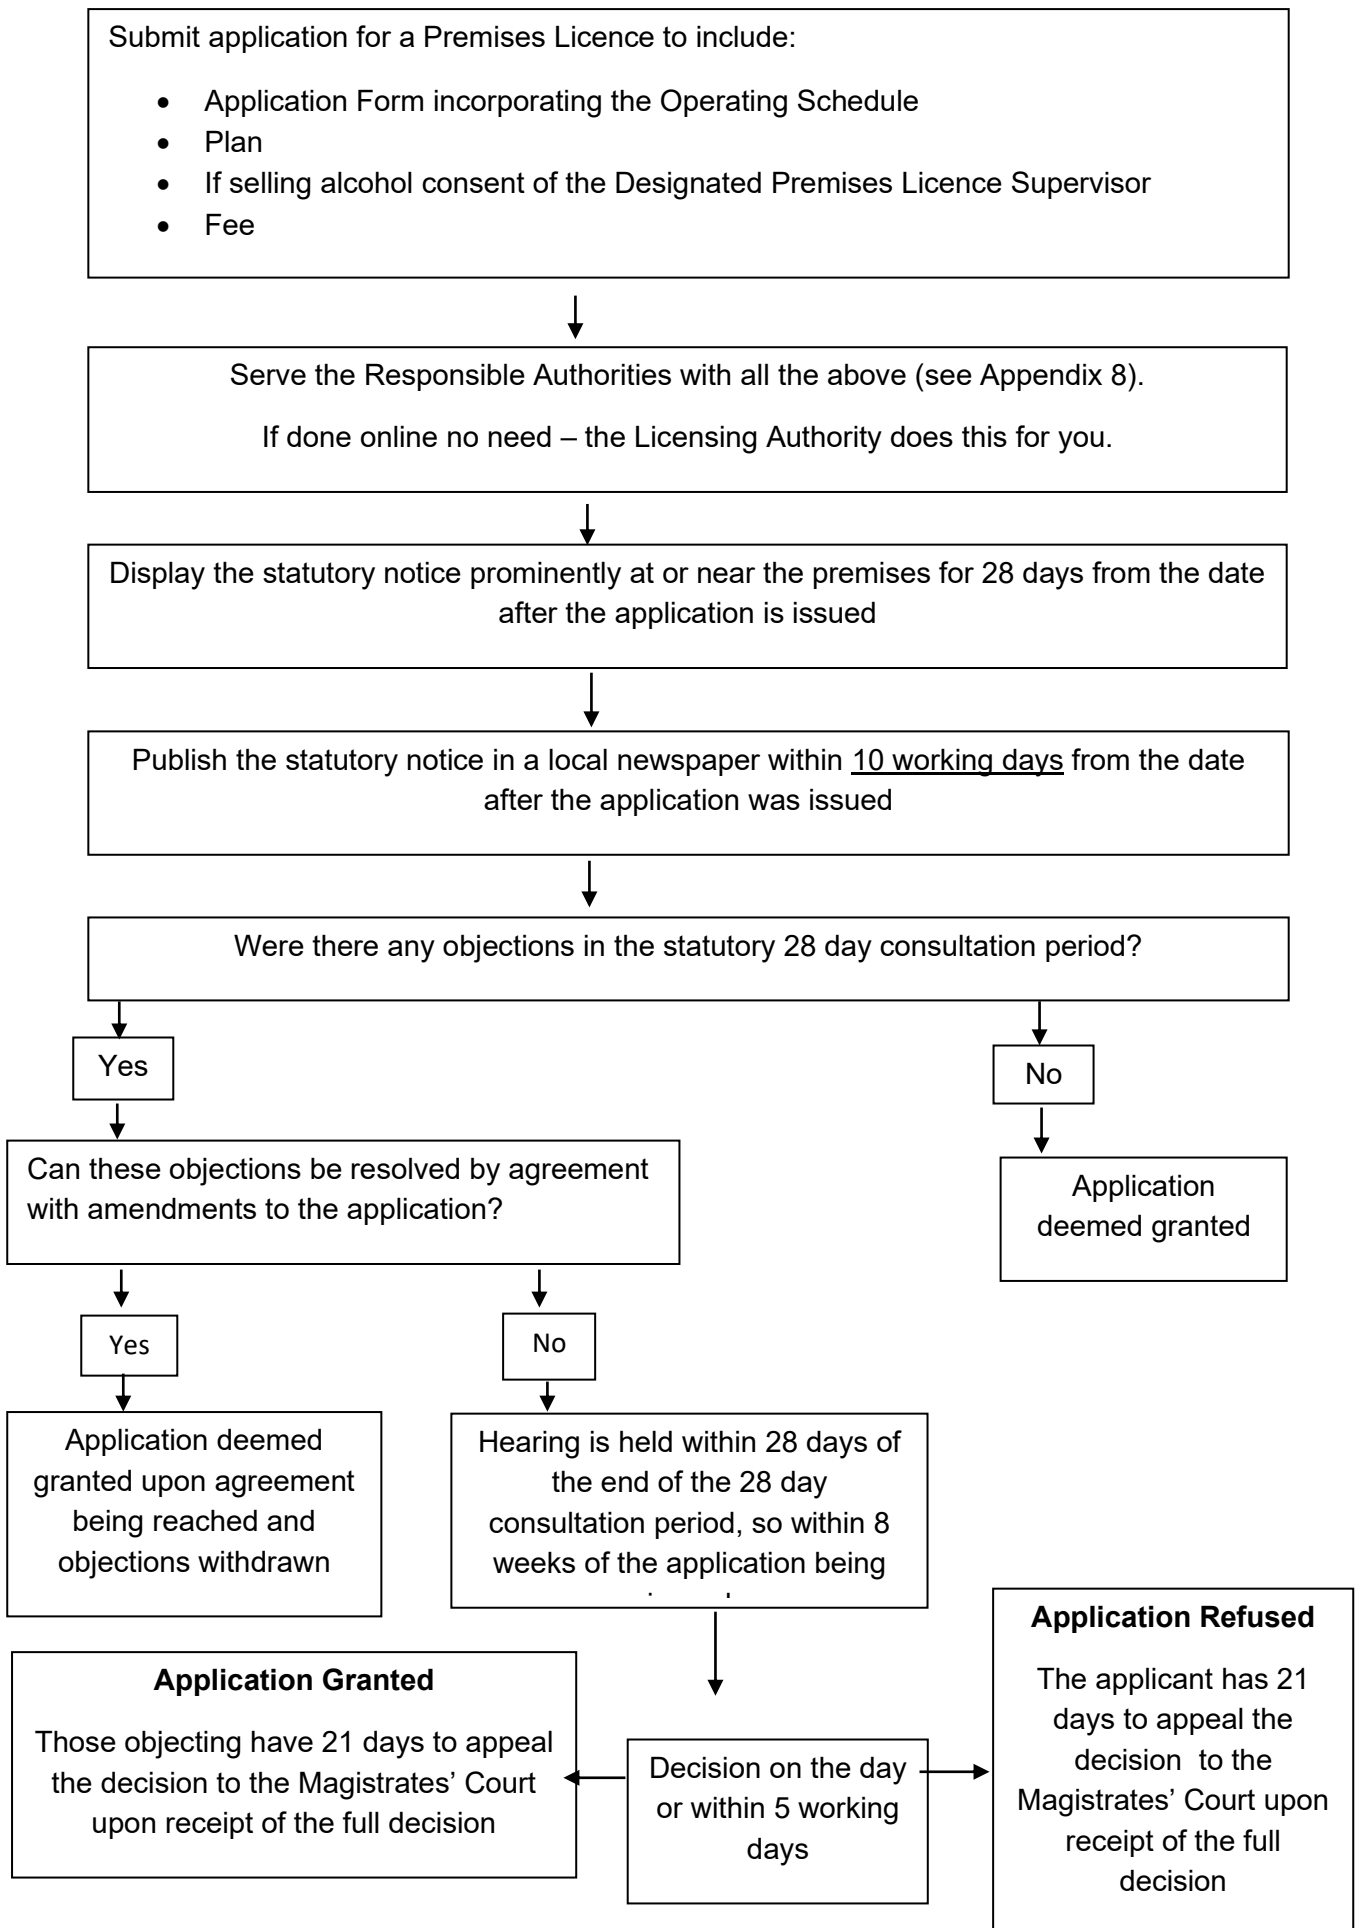 Submit application for a Premises Licence to include:
• Application Form incorporating the Operating Schedule
• Plan
• If selling alcohol consent of the Designated Premises Licence Supervisor
• Fee
Serve the Responsible Authorities with all the above (see Appendix 8).
If done online no need – the Licensing Authority does this for you.
Display the statutory notice prominently at or near the premises for 28 days from the date
after the application is issued
Publish the statutory notice in a local newspaper within 10 working days from the date
after the application was issued
Were there any objections in the statutory 28 day consultation period?
Yes
No
Can these objections be resolved by agreement
with amendments to the application?
Application
deemed granted
Yes
No
Application deemed
granted upon agreement
being reached and
objections withdrawn
Hearing is held within 28 days of
the end of the 28 day
consultation period, so within 8
weeks of the application being
Application Granted
Those objecting have 21 days to appeal
the decision to the Magistrates’ Court
upon receipt of the full decision
Decision on the day
or within 5 working
days
Application Refused
The applicant has 21
days to appeal the
decision to the
Magistrates’ Court upon
receipt of the full
decision